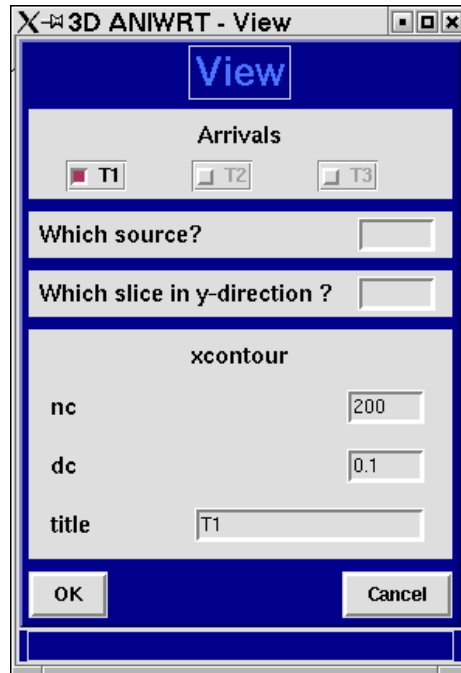 3D ANIWRT - View
View
Arrivals
T1 T2 T3
Which source?
Which slice in y-direction ?
xcontour
nc 200
dc 0.1
title T1
OK Cancel